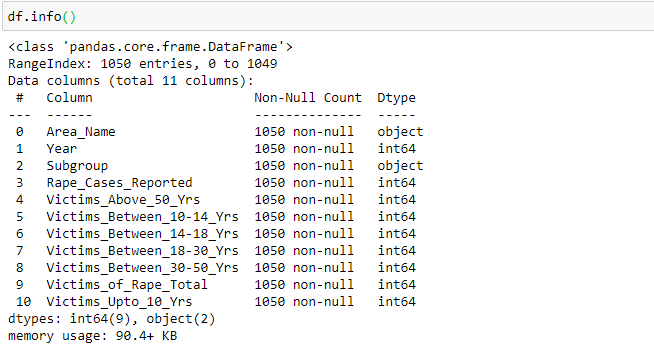 df.info()
<class 'pandas.core.frame.DataFrame'>
RangeIndex: 1050 entries, 0 to 1049
Data columns (total 11 columns):
 #   Column                   Non-Null Count  Dtype
---  ------                   --------------  -----
 0   Area_Name                1050 non-null   object
 1   Year                     1050 non-null   int64
 2   Subgroup                 1050 non-null   object
 3   Rape_Cases_Reported      1050 non-null   int64
 4   Victims_Above_50_Yrs     1050 non-null   int64
 5   Victims_Between_10-14_Yrs  1050 non-null   int64
 6   Victims_Between_14-18_Yrs  1050 non-null   int64
 7   Victims_Between_18-30_Yrs  1050 non-null   int64
 8   Victims_Between_30-50_Yrs  1050 non-null   int64
 9   Victims_of_Rape_Total    1050 non-null   int64
 10  Victims_Upto_10_Yrs      1050 non-null   int64
dtypes: int64(9), object(2)
memory usage: 90.4+ KB